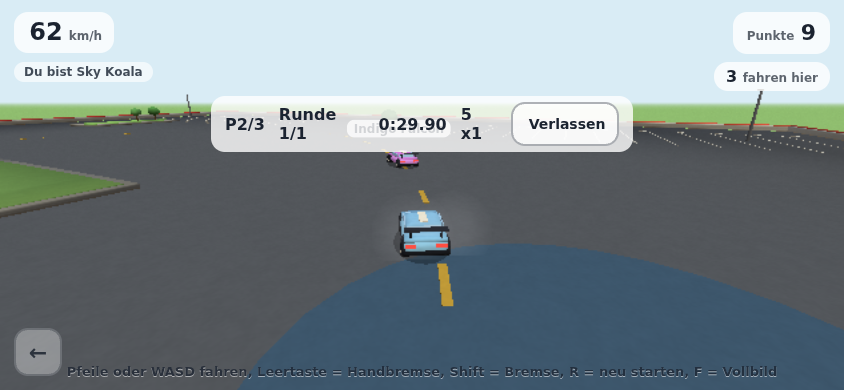 62 km/h
Punkte 9
Du bist Sky Koala
3 fahren hier
P2/3
Runde
1/1
0:29.90
5
x1
Verlassen
←
Pfeile oder WASD fahren, Leertaste = Handbremse, Shift = Bremse, R = neu starten, F = Vollbild